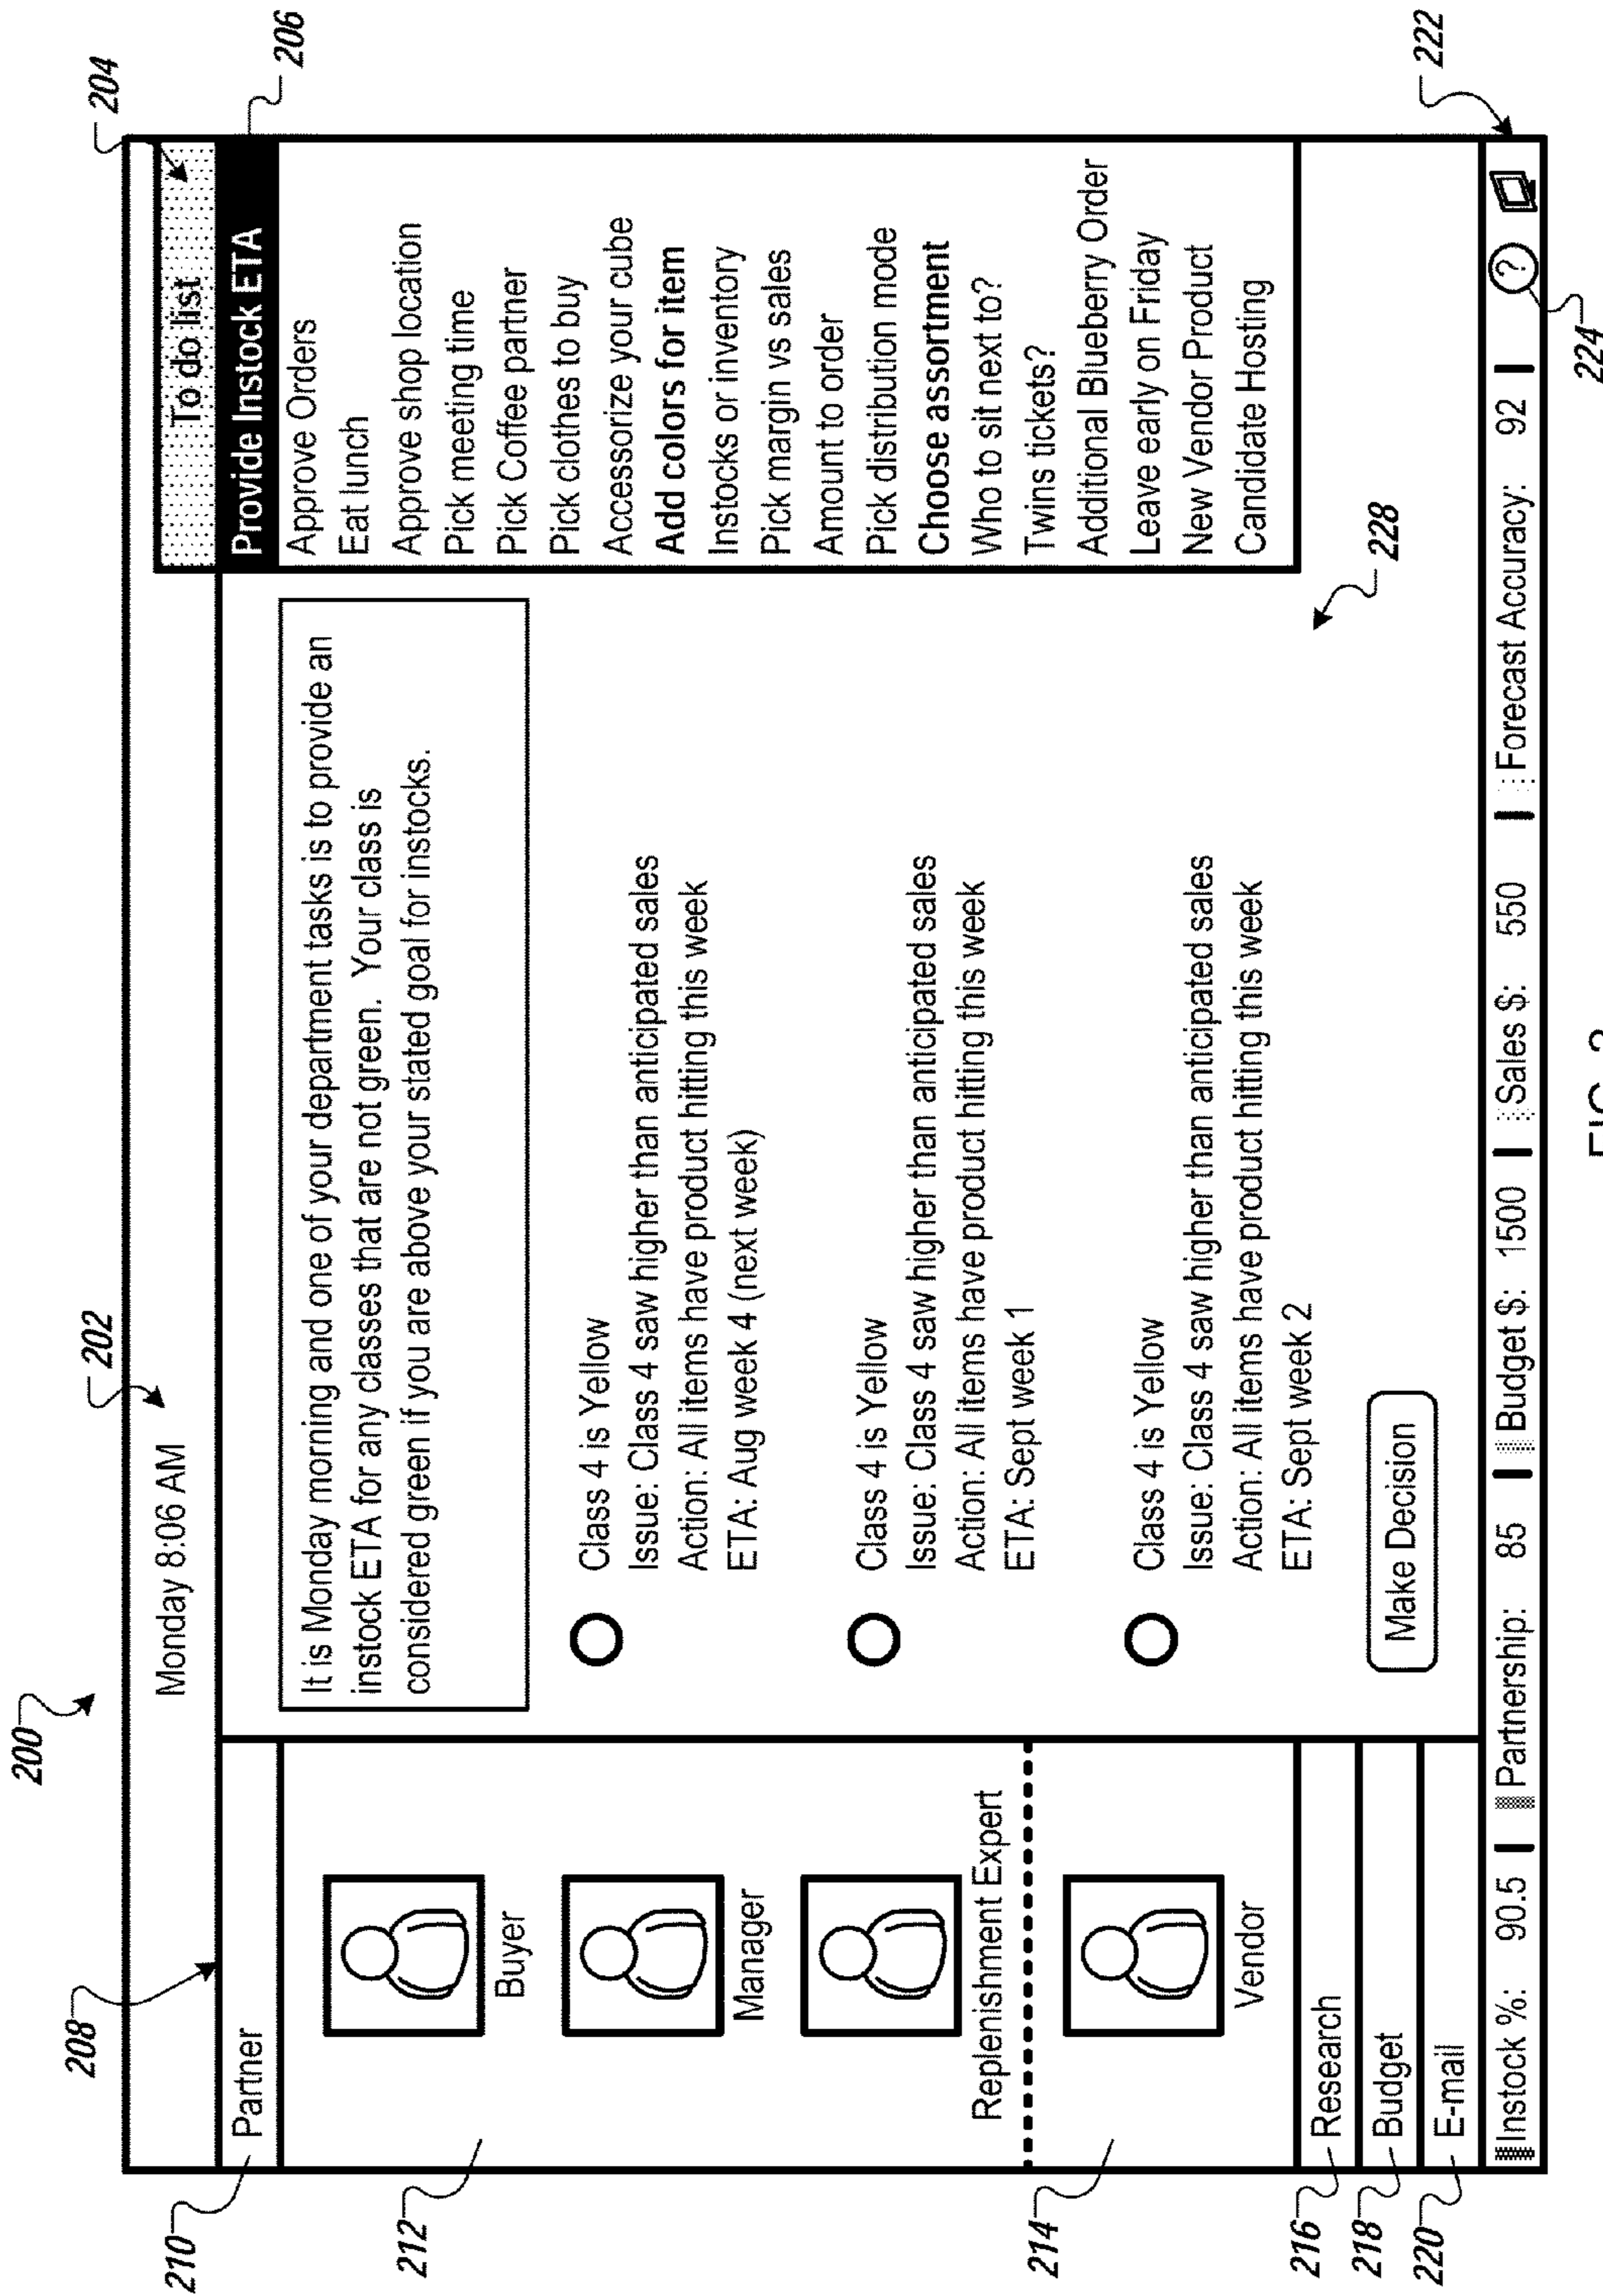 200
202
204
Monday 8:06 AM
To do list
206
208
210
Partner
212
Buyer
Manager
Replenishment Expert
214
Vendor
216
Research
218
Budget
220
E-mail
It is Monday morning and one of your department tasks is to provide an
instock ETA for any classes that are not green. Your class is
considered green if you are above your stated goal for instocks.
Class 4 is Yellow
Issue: Class 4 saw higher than anticipated sales
Action: All items have product hitting this week
ETA: Aug week 4 (next week)
Class 4 is Yellow
Issue: Class 4 saw higher than anticipated sales
Action: All items have product hitting this week
ETA: Sept week 1
Class 4 is Yellow
Issue: Class 4 saw higher than anticipated sales
Action: All items have product hitting this week
ETA: Sept week 2
Make Decision
Provide Instock ETA
Approve Orders
Eat lunch
Approve shop location
Pick meeting time
Pick Coffee partner
Pick clothes to buy
Accessorize your cube
Add colors for item
Instocks or inventory
Pick margin vs sales
Amount to order
Pick distribution mode
Choose assortment
Who to sit next to?
Twins tickets?
Additional Blueberry Order
Leave early on Friday
New Vendor Product
Candidate Hosting
228
Instock %: 90.5 Partnership: 85 Budget $: 1500 Sales $: 550 Forecast Accuracy: 92 ?
222
224
FIG.